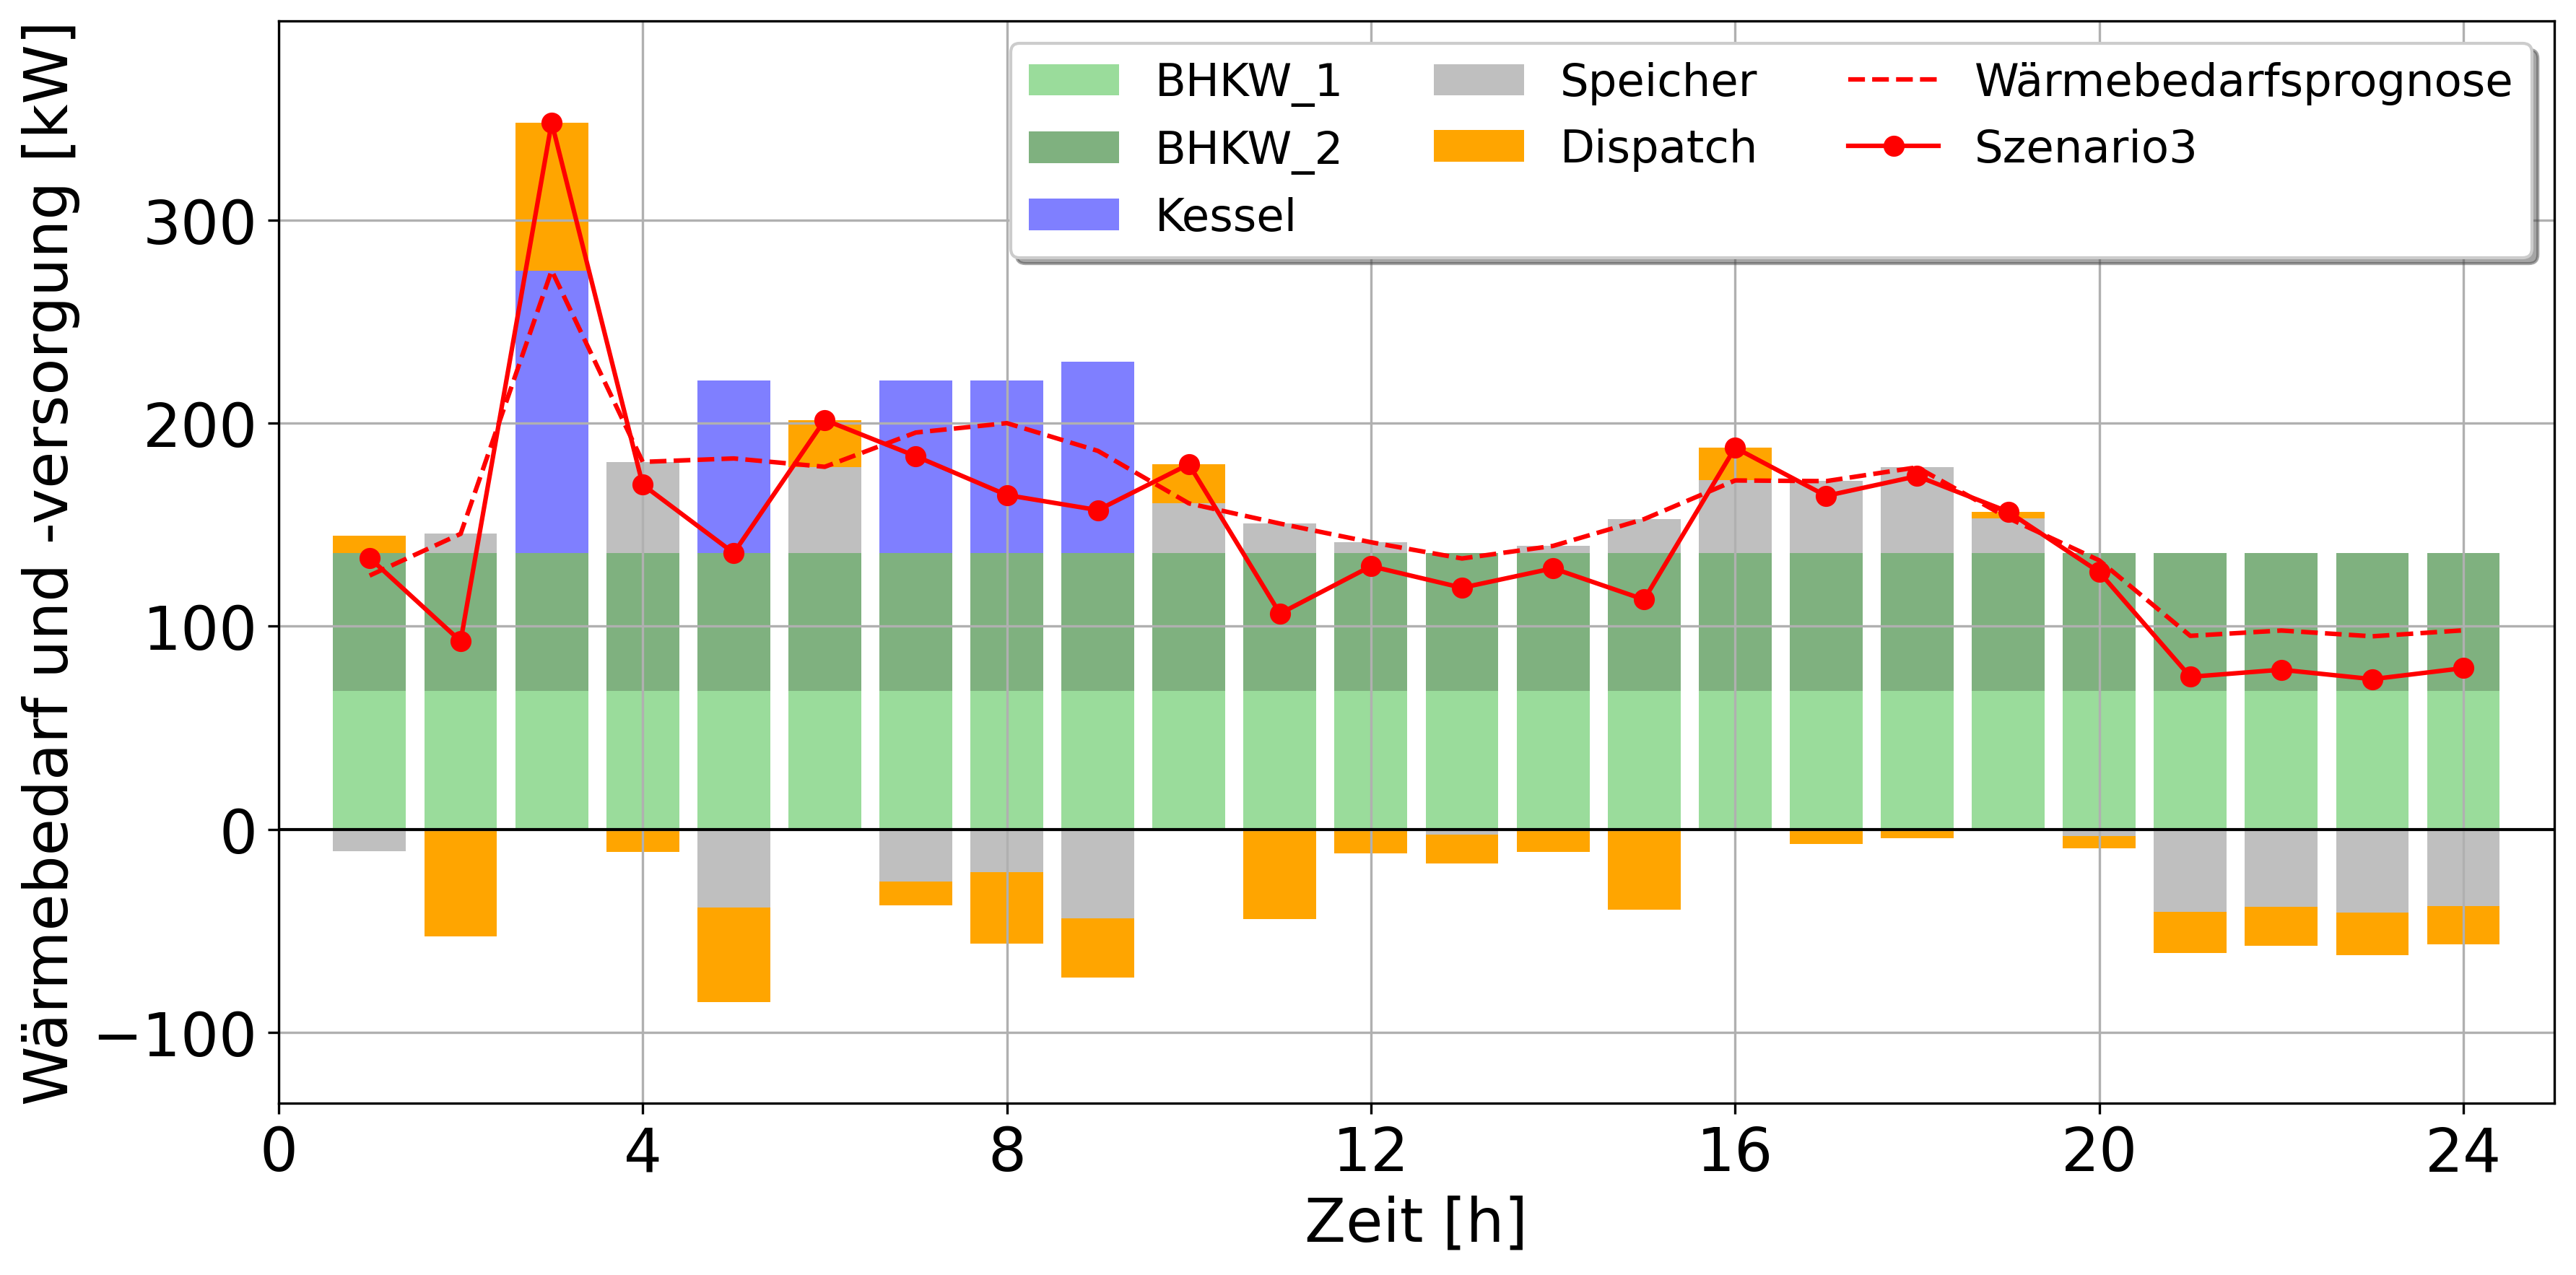 Wärmebedarf und -versorgung [kW]
300
200
100
0
−100
BHKW_1
BHKW_2
Kessel
Speicher
Dispatch
Wärmebedarfsprognose
Szenario3
0 4 8 12 16 20 24
Zeit [h]